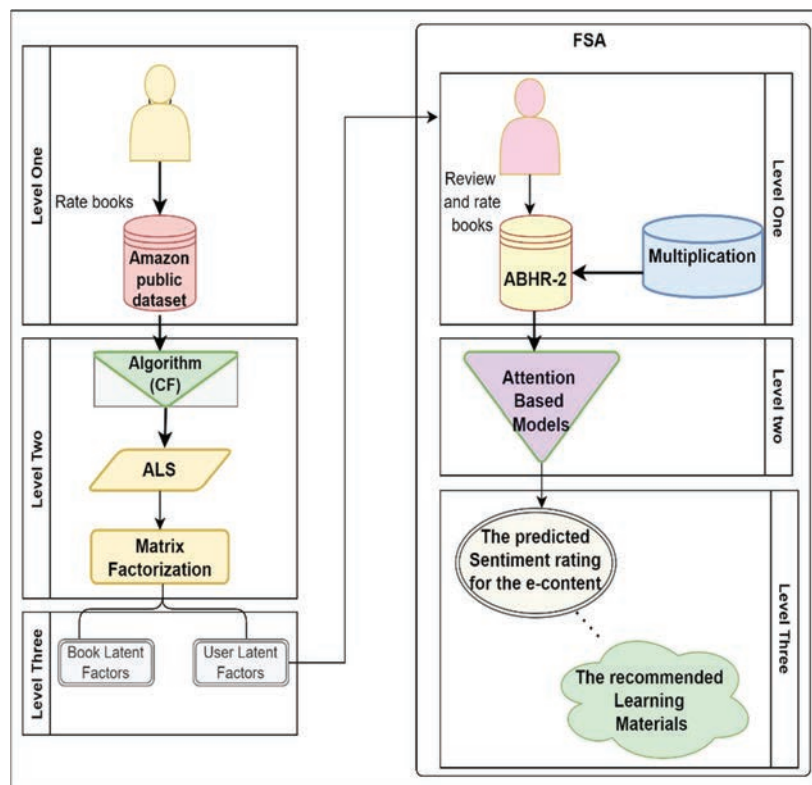 Level One
Rate books
Amazon
public
dataset
Level Two
Algorithm
(CF)
ALS
Matrix
Factorization
Level Three
Book Latent
Factors
User Latent
Factors
FSA
Level One
Review
and rate
books
ABHR-2
Multiplication
Level two
Attention
Based
Models
Level Three
The predicted
Sentiment rating
for the e-content
The recommended
Learning
Materials